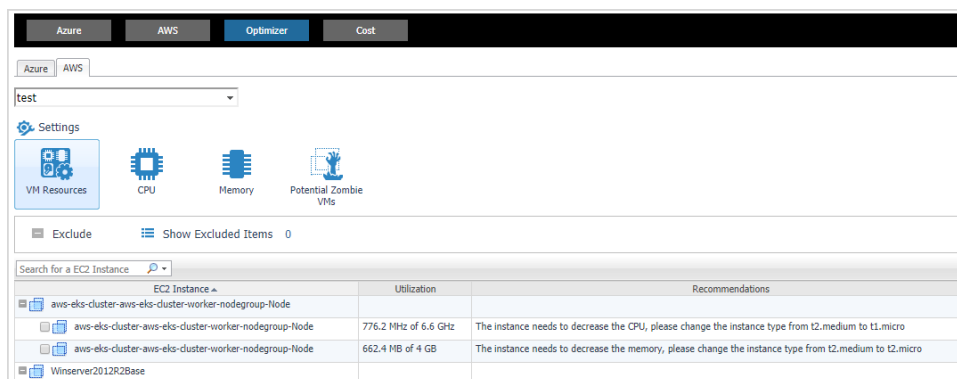 Azure AWS Optimizer Cost
Azure AWS
test
Settings
VM Resources CPU Memory Potential Zombie
VMs
Exclude Show Excluded Items 0
Search for a EC2 Instance
EC2 Instance Utilization Recommendations
aws-eks-cluster-aws-eks-cluster-worker-nodegroup-Node
aws-eks-cluster-aws-eks-cluster-worker-nodegroup-Node 776.2 MHz of 6.6 GHz The instance needs to decrease the CPU, please change the instance type from t2.medium to t1.micro
aws-eks-cluster-aws-eks-cluster-worker-nodegroup-Node 662.4 MB of 4 GB The instance needs to decrease the memory, please change the instance type from t2.medium to t2.micro
Winserver2012R2Base